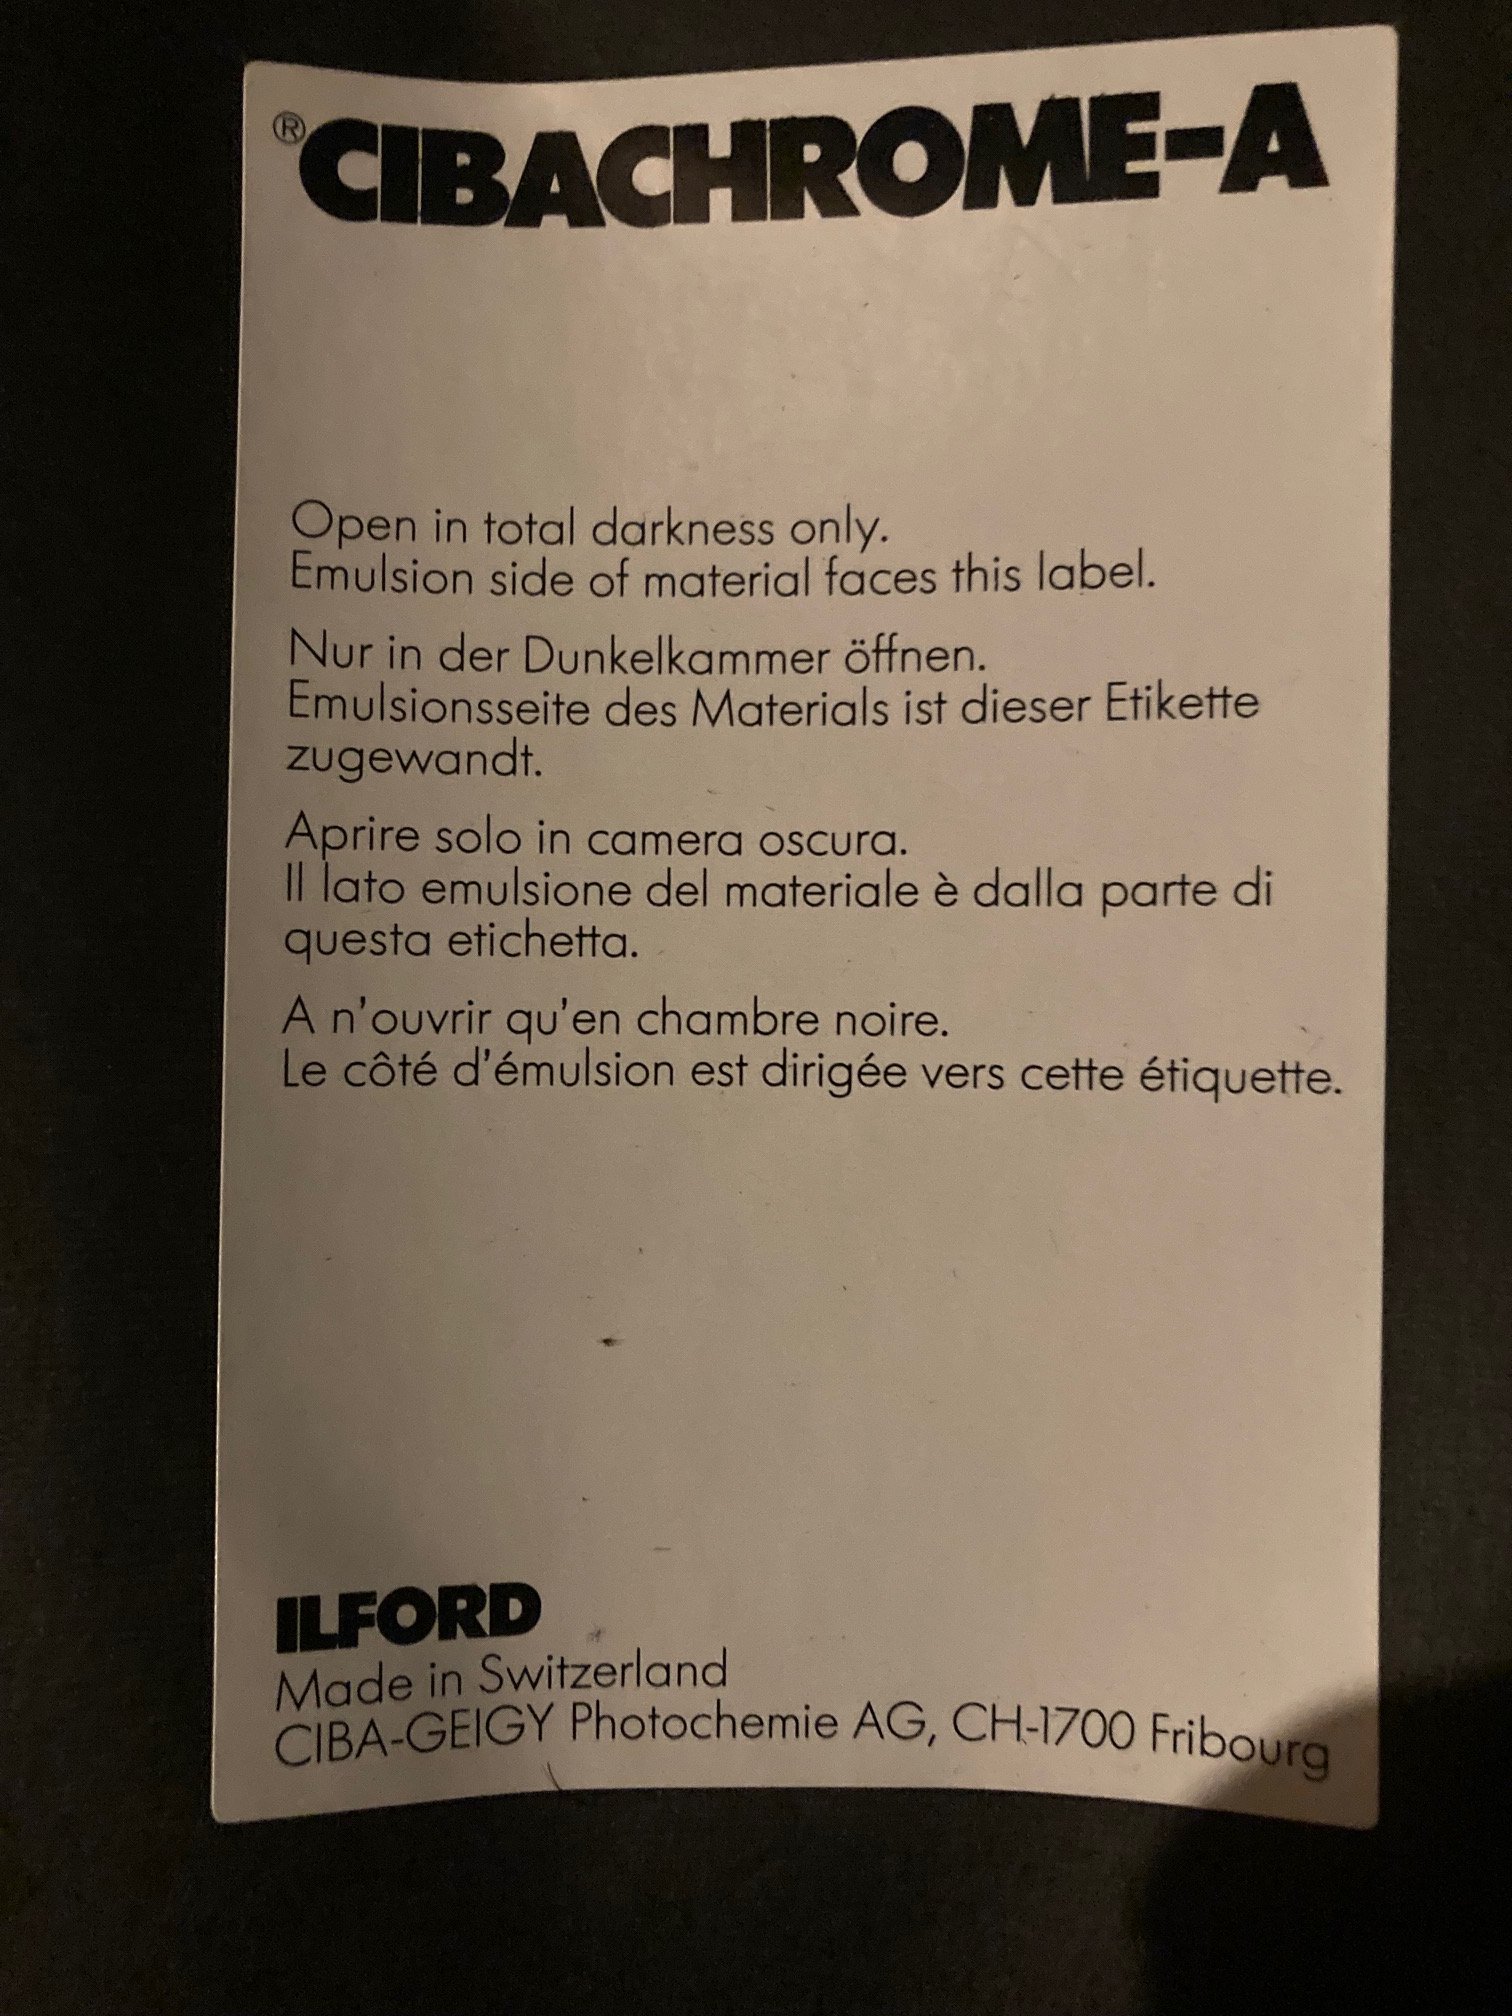 ®CIBACHROME-A
Open in total darkness only.
Emulsion side of material faces this label.
Nur in der Dunkelkammer öffnen.
Emulsionsseite des Materials ist dieser Etikette
zugewandt.
Aprire solo in camera oscura.
Il lato emulsione del materiale è dalla parte di
questa etichetta.
A n'ouvrir qu'en chambre noire.
Le côté d'émulsion est dirigée vers cette étiquette.
ILFORD
Made in Switzerland
CIBA-GEIGY Photochemie AG, CH-1700 Fribourg